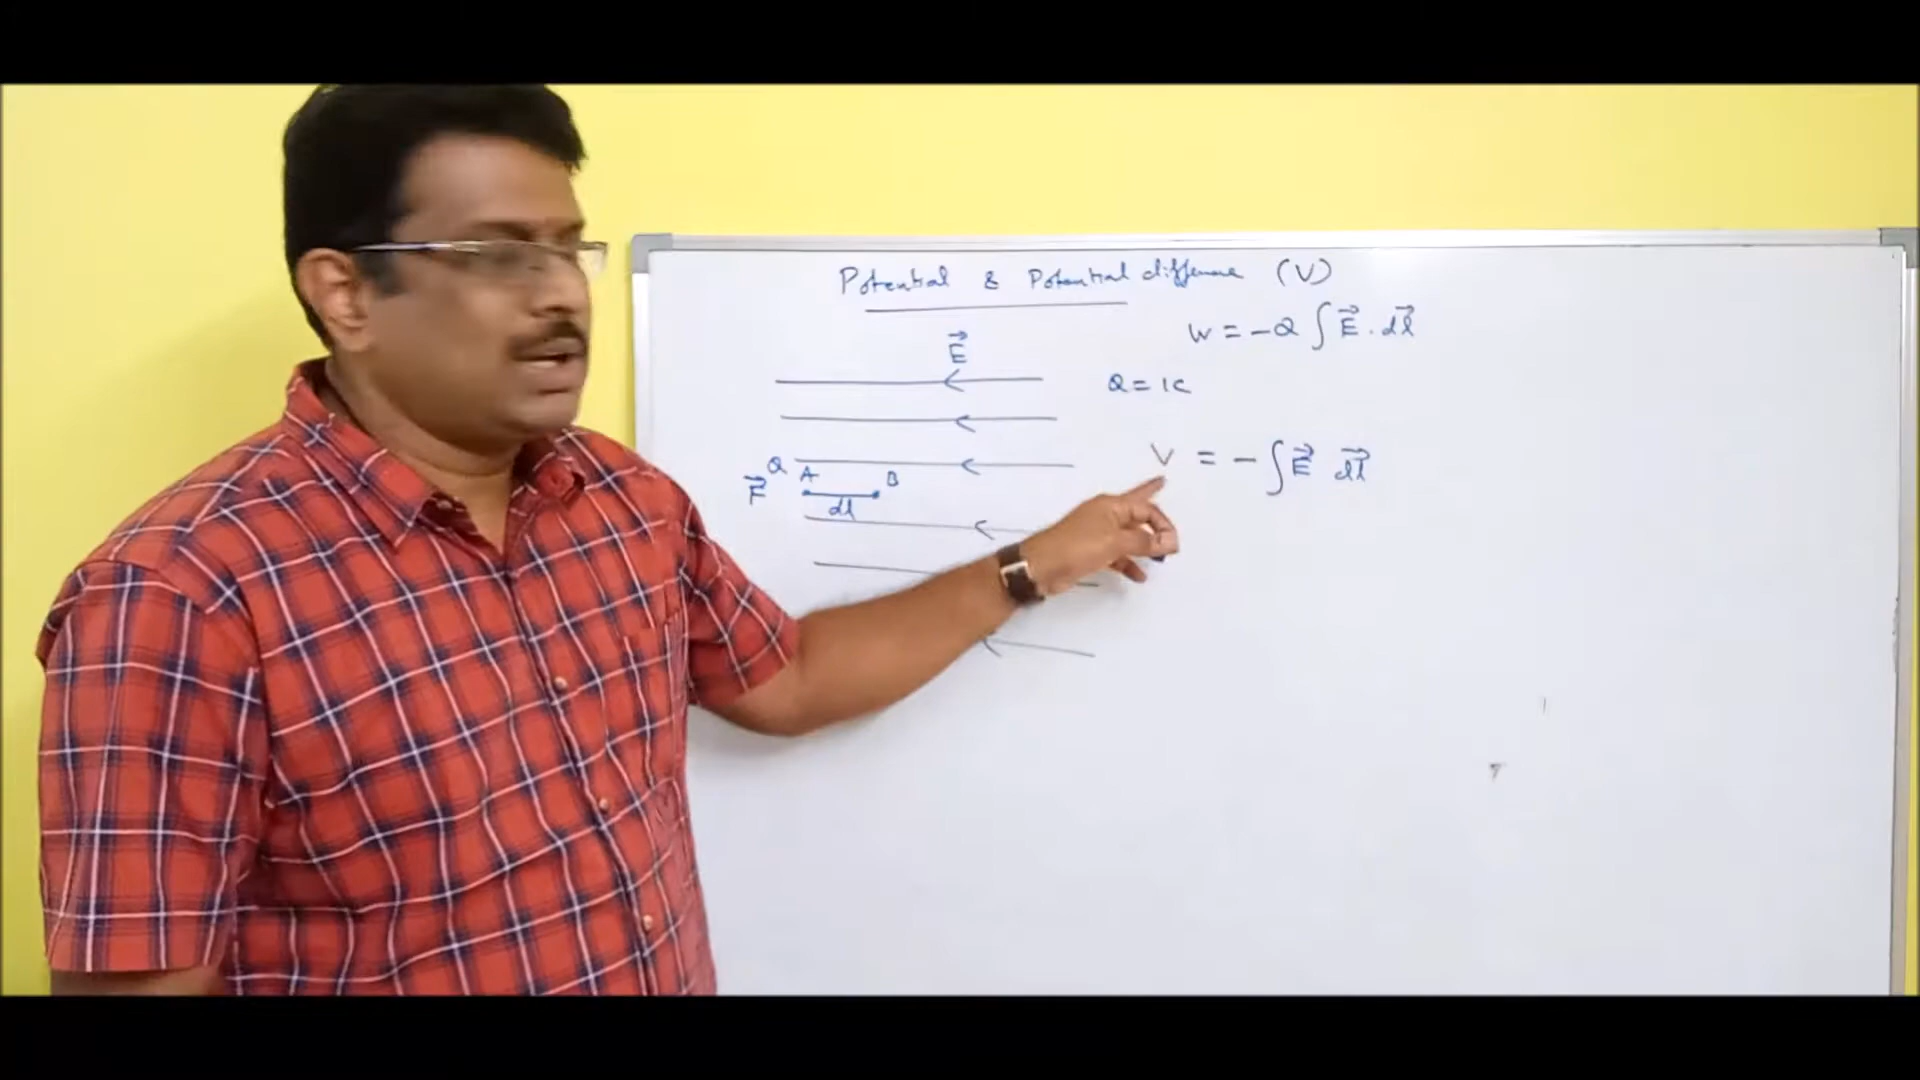 Potential & Potential difference (V)
W = -Q ∫ E⃗ . dl⃗
E⃗
Q = 1C
V = - ∫ E⃗ dl⃗
Q A B
F⃗
dl